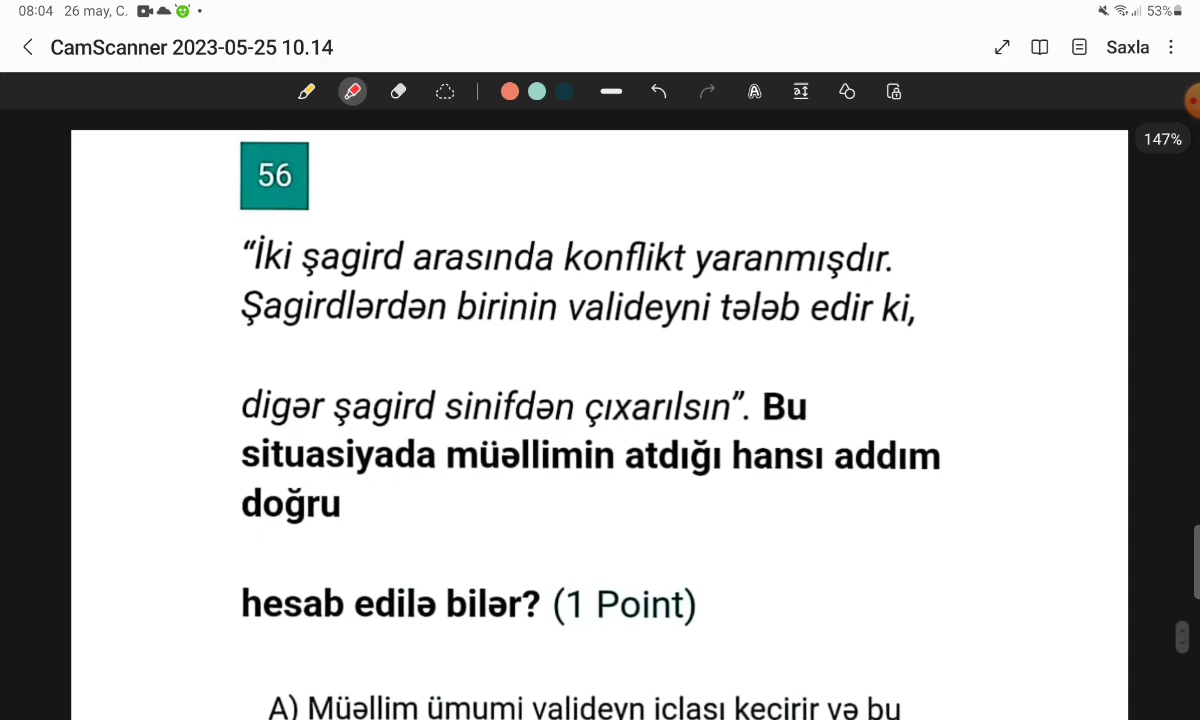 08:04 26 may, C.
53%
CamScanner 2023-05-25 10.14
Saxla
147%
56
“İki şagird arasında konflikt yaranmışdır.
Şagirdlərdən birinin valideyni tələb edir ki,
digər şagird sinifdən çıxarılsın”. Bu
situasiyada müəllimin atdığı hansı addım
doğru
hesab edilə bilər? (1 Point)
A) Müəllim ümumi valideyn iclası keçirir və bu